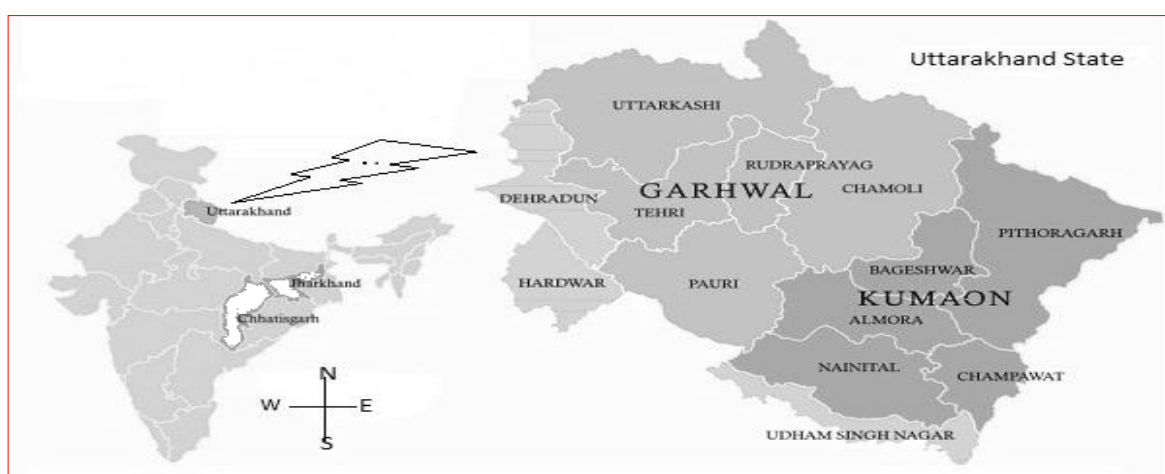 Uttarakhand State
UTTARKASHI
RUDRAPRAYAG
GARHWAL
CHAMOLI
DEHRADUN
TEHRI
Uttarakhand
PITHORAGARH
BAGESHWAR
HARDWAR
PAURI
Jharkhand
KUMAON
Chhatisgarh
ALMORA
NAINITAL
CHAMPAWAT
N
W
E
S
UDHAM SINGH NAGAR